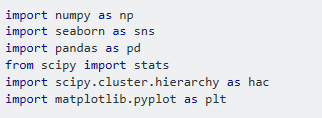 import numpy as np
import seaborn as sns
import pandas as pd
from scipy import stats
import scipy.cluster.hierarchy as hac
import matplotlib.pyplot as plt